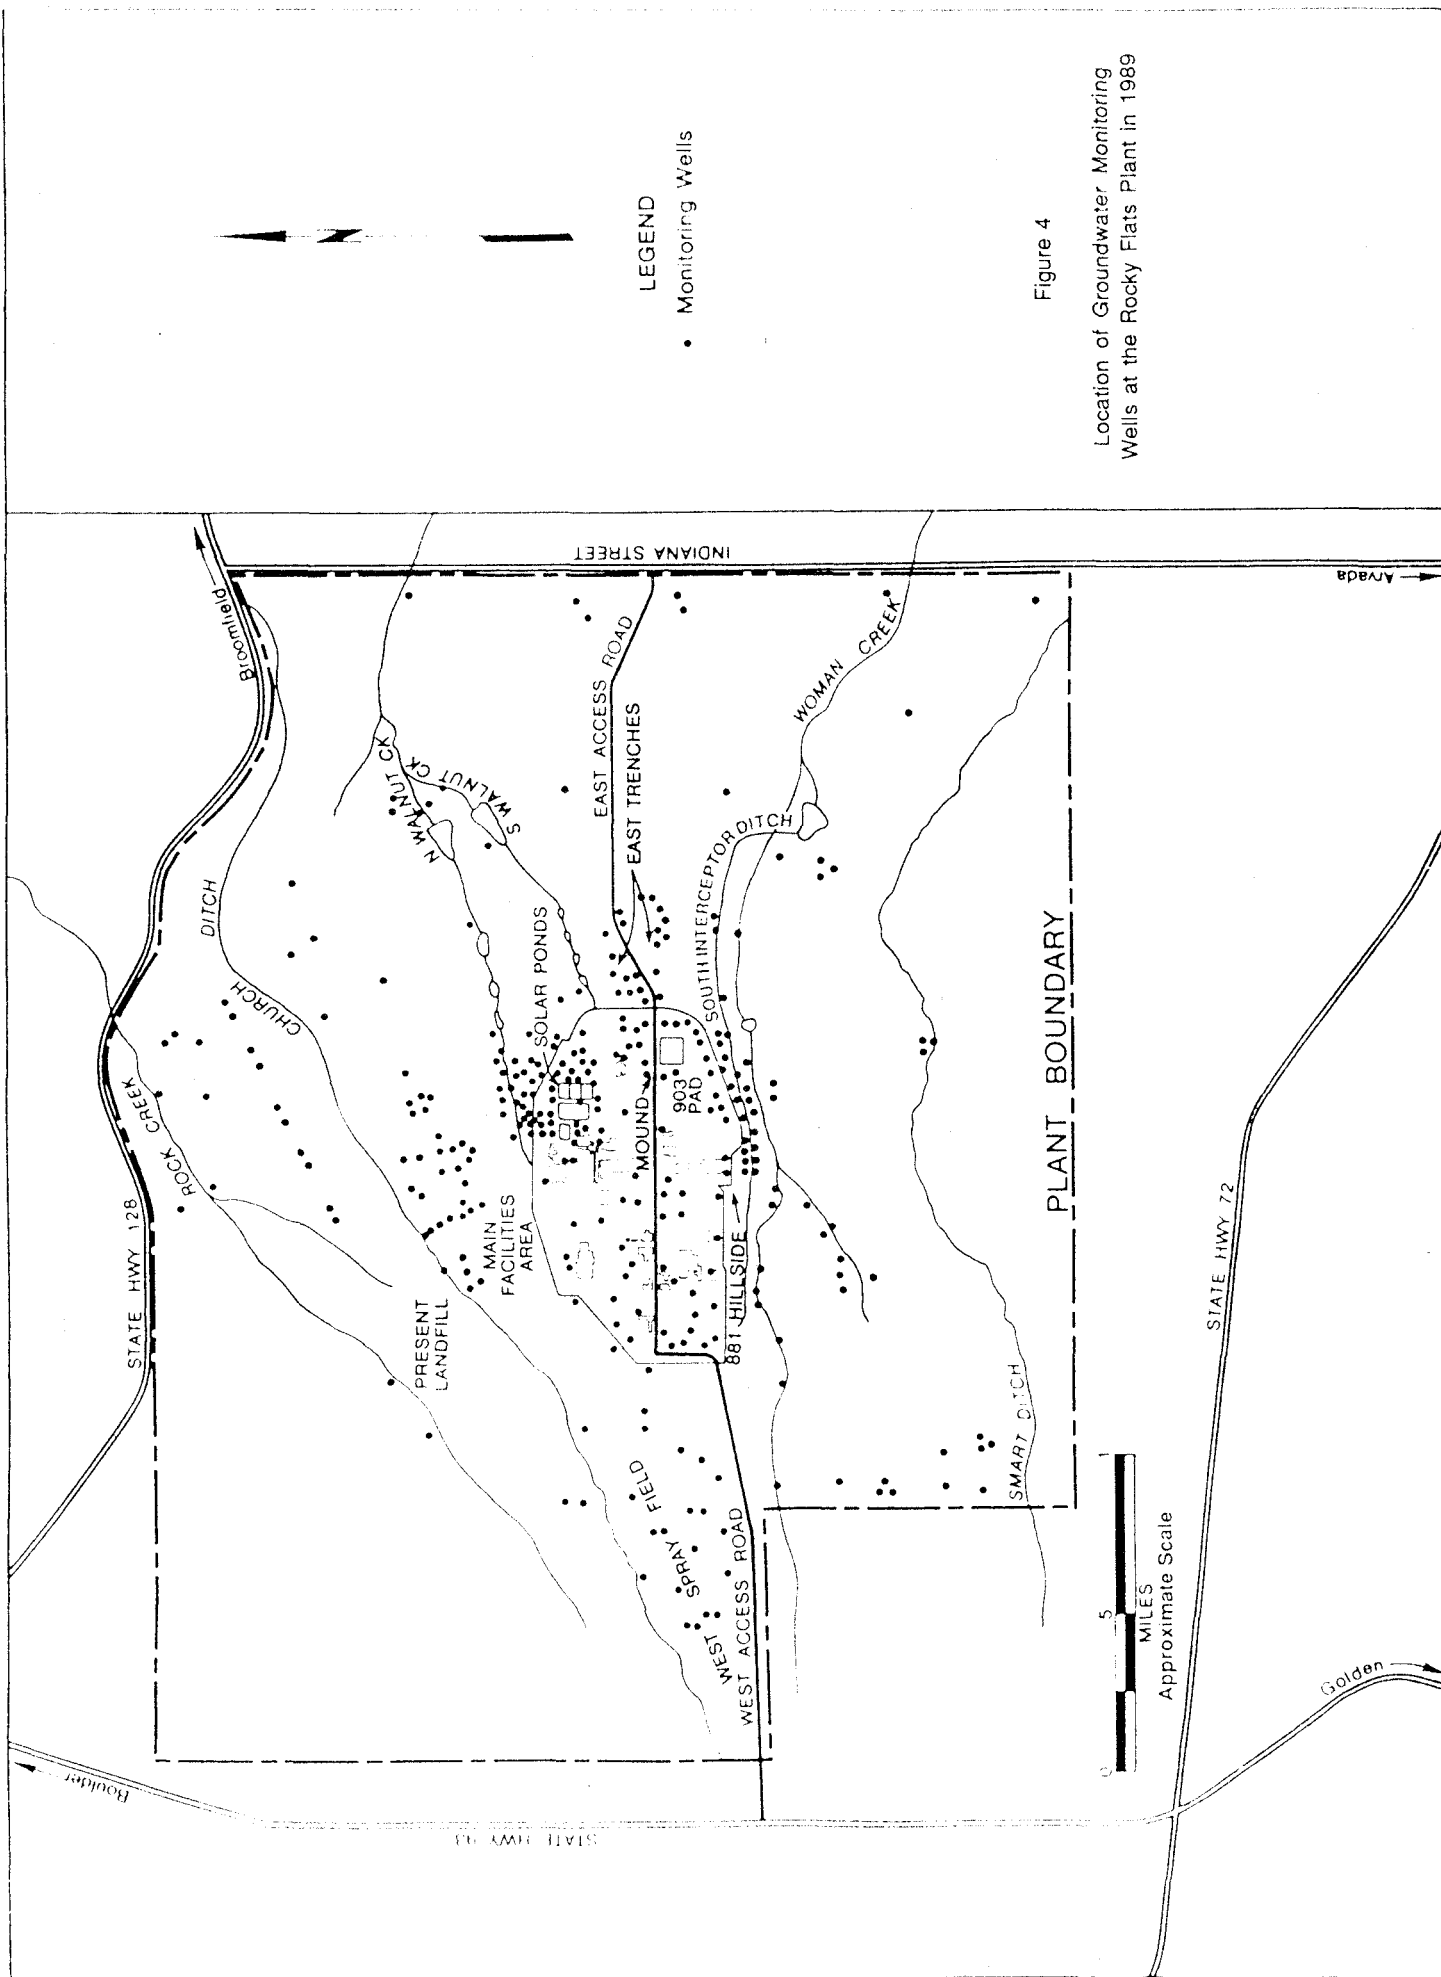 LEGEND
• Monitoring Wells
Figure 4
Location of Groundwater Monitoring
Wells at the Rocky Flats Plant in 1989
Boulder
STATE HWY 93
STATE HWY 128
Broomfield
INDIANA STREET
Arvada
ROCK CREEK
CHURCH
DITCH
N WALNUT CK
S WALNUT CK
PRESENT
LANDFILL
MAIN
FACILITIES
AREA
SOLAR PONDS
EAST ACCESS ROAD
EAST TRENCHES
MOUND
903
PAD
WEST SPRAY FIELD
WEST ACCESS ROAD
881 HILLSIDE
SOUTH INTERCEPTOR DITCH
WOMAN CREEK
SMART DITCH
PLANT BOUNDARY
0 5 1
MILES
Approximate Scale
STATE HWY 72
Golden